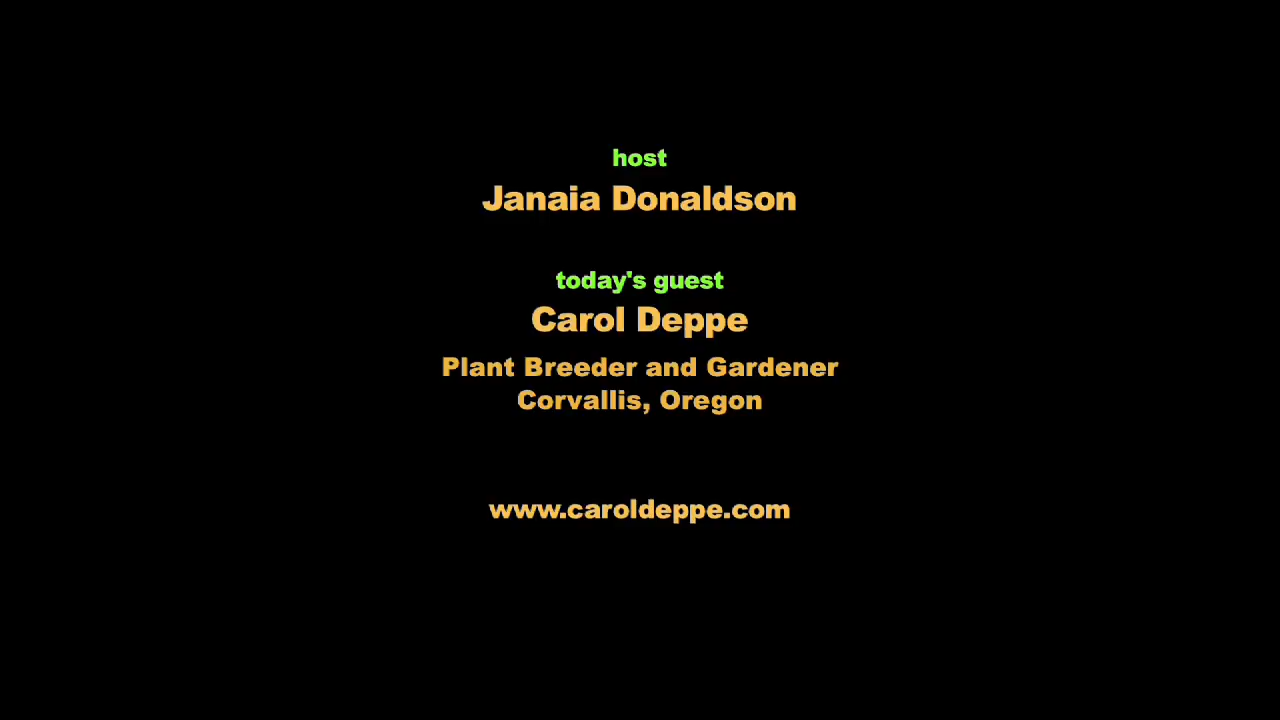 host
Janaia Donaldson
today's guest
Carol Deppe
Plant Breeder and Gardener
Corvallis, Oregon
www.caroldeppe.com